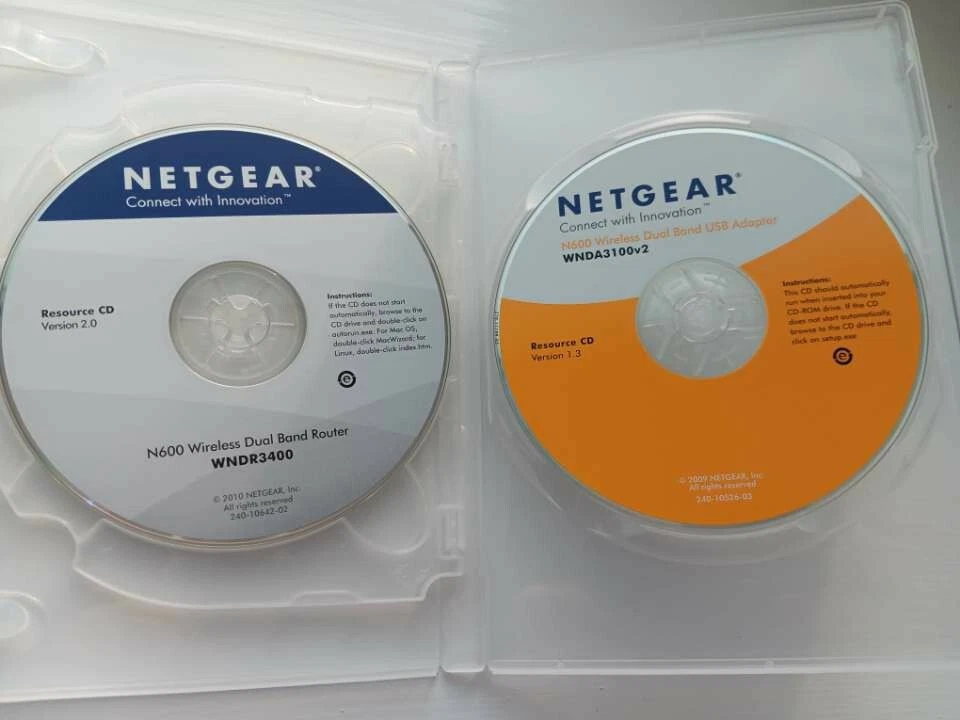 NETGEAR®
Connect with Innovation™
Resource CD
Version 2.0
Instructions:
If the CD does not start
automatically, browse to the
CD drive and double-click on
autorun.exe. For Mac OS,
double-click MacWizard; for
Linux, double-click index.htm.
N600 Wireless Dual Band Router
WNDR3400
© 2010 NETGEAR, Inc.
All rights reserved
240-10642-02
NETGEAR®
Connect with Innovation™
N600 Wireless Dual Band USB Adapter
WNDA3100v2
Instructions:
This CD should automatically
run when inserted into your
CD-ROM drive. If the CD
does not start automatically,
browse to the CD drive and
click on setup.exe
Resource CD
Version 1.3
© 2009 NETGEAR, Inc.
All rights reserved
240-10526-03